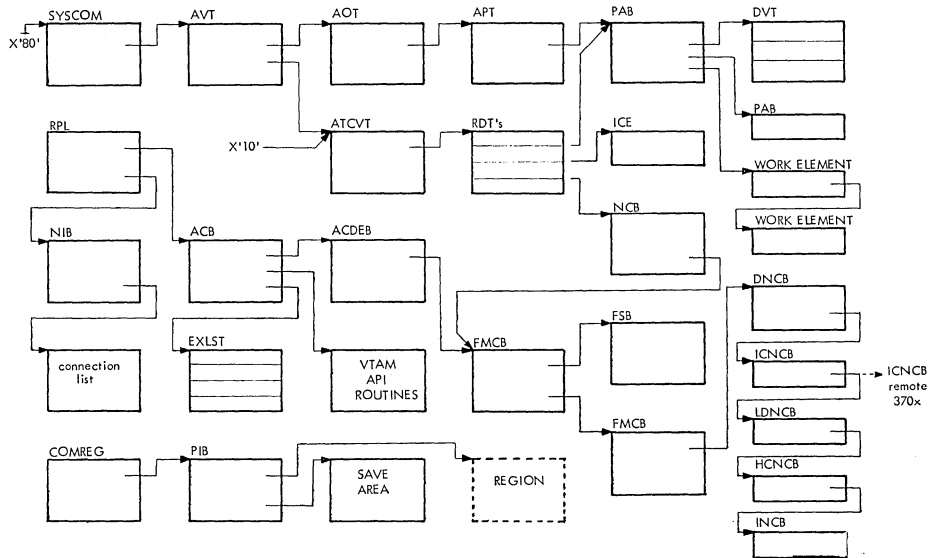 SYSCOM
AVT
AOT
APT
PAB
DVT
X'80'
PAB
RPL
ATCVT
RDT's
ICE
X'10'
WORK ELEMENT
NCB
WORK ELEMENT
NIB
ACB
ACDEB
DNCB
FSB
EXLST
FMCB
connection
list
VTAM
API
ROUTINES
ICNCB
ICNCB
remote
370x
LDNCB
FMCB
COMREG
PIB
SAVE
AREA
REGION
HCNCB
INCB